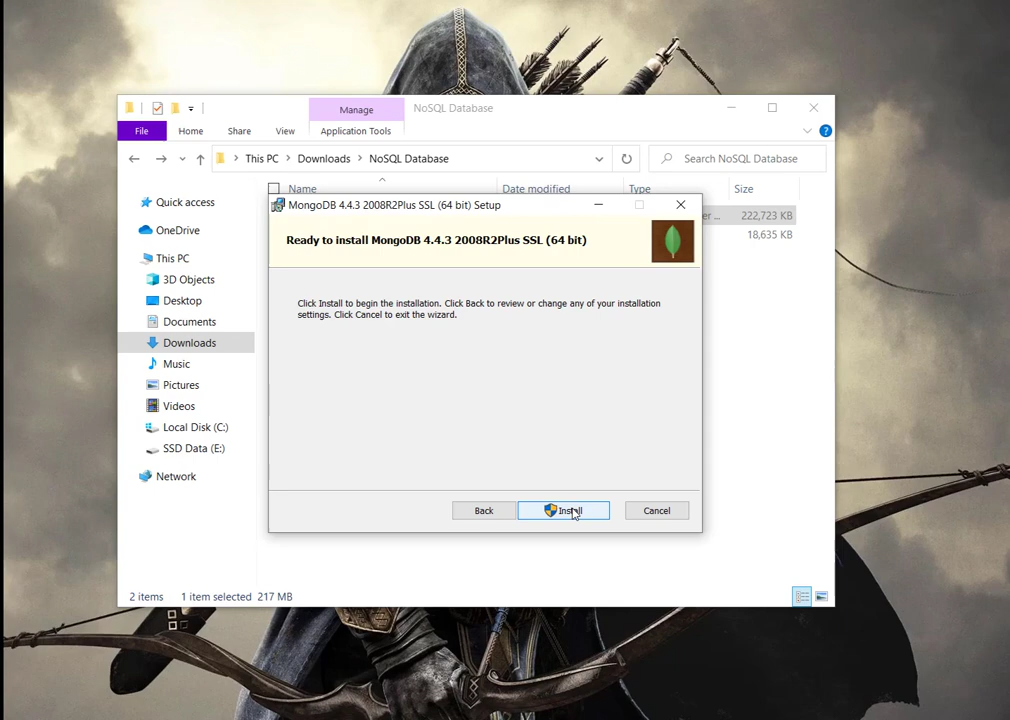 Manage
NoSQL Database
File
Home
Share
View
Application Tools
This PC
Downloads
NoSQL Database
Search NoSQL Database
Name
Date modified
Type
Size
Quick access
OneDrive
This PC
3D Objects
Desktop
Documents
Downloads
Music
Pictures
Videos
Local Disk (C:)
SSD Data (E:)
Network
er ...
222,723 KB
18,635 KB
MongoDB 4.4.3 2008R2Plus SSL (64 bit) Setup
Ready to install MongoDB 4.4.3 2008R2Plus SSL (64 bit)
Click Install to begin the installation. Click Back to review or change any of your installation
settings. Click Cancel to exit the wizard.
Back
Install
Cancel
2 items
1 item selected 217 MB